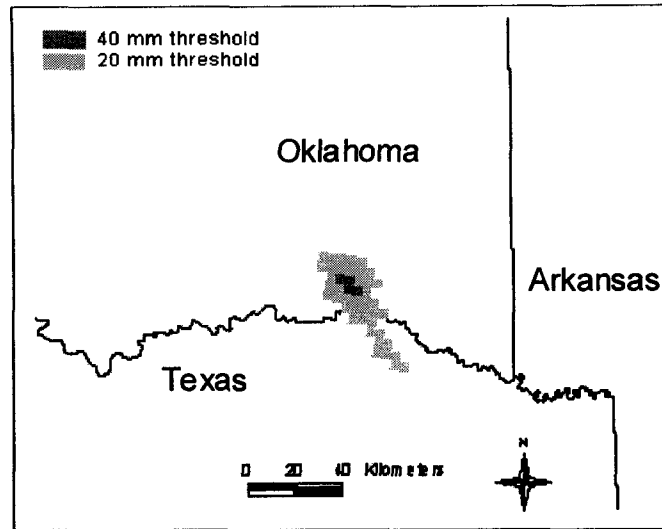 40 mm threshold
20 mm threshold
Oklahoma
Arkansas
Texas
0 20 40 Kilometers
N